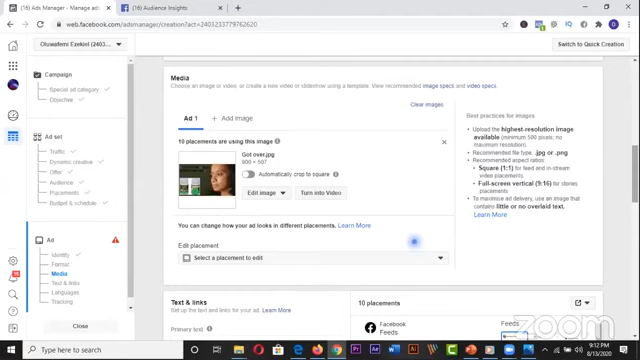 (16) Ads Manager - Manage ads
(16) Audience Insights
web.facebook.com/adsmanager/creation?act=2403233779762620
Oluwafemi Ezekiel (2403...
Switch to Quick Creation
Campaign
Special ad category
Objective
Ad set
Traffic
Dynamic creative
Offer
Audience
Placements
Budget & schedule
Ad
Identity
Format
Media
Text & links
Languages
Tracking
Close
Media
Choose an image or video, or create a new video or slideshow using a template. View recommended image specs and video specs.
Clear images
Ad 1
+ Add image
10 placements are using this image
Got over.jpg
900 × 507
Automatically crop to square
Edit image
Turn into Video
You can change how your ad looks in different placements. Learn More
Edit placement
Select a placement to edit
Best practices for images
• Upload the highest-resolution image
available (minimum 500 pixels; no
maximum resolution).
• Recommended file type: .jpg or .png
• Recommended aspect ratios:
• Square (1:1) for feed and in-stream
video placements
• Full-screen vertical (9:16) for stories
placements
• To maximise ad delivery, use an image that
contains little or no overlaid text.
Learn More
Text & links
Set up the text and links for your ad. Learn More
Primary text
10 placements
Facebook
Feeds
Feeds
zoom
Type here to search
9:12 PM
8/13/2020